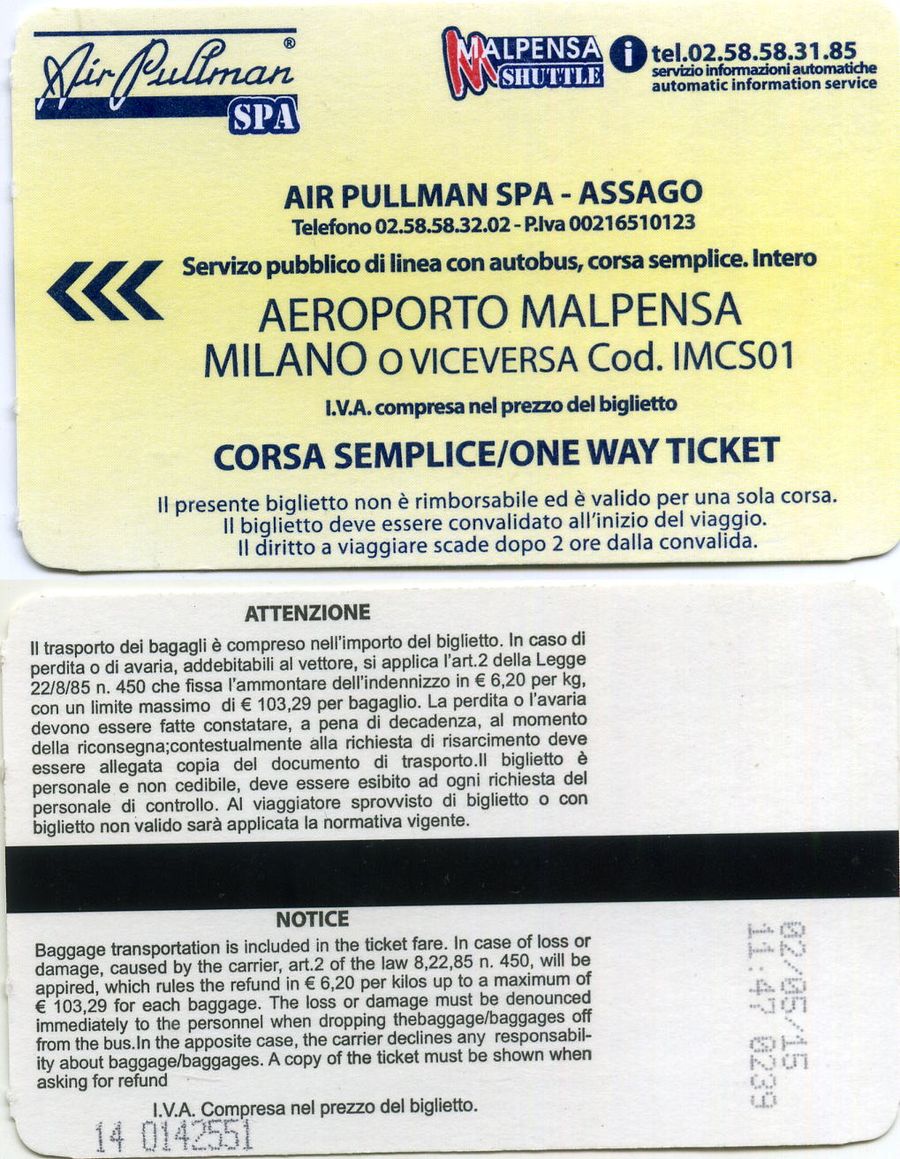 Air Pullman ®
SPA
MALPENSA
SHUTTLE
i
tel.02.58.58.31.85
servizio informazioni automatiche
automatic information service
AIR PULLMAN SPA - ASSAGO
Telefono 02.58.58.32.02 - P.Iva 00216510123
Servizo pubblico di linea con autobus, corsa semplice. Intero
AEROPORTO MALPENSA
MILANO O VICEVERSA Cod. IMCS01
I.V.A. compresa nel prezzo del biglietto
CORSA SEMPLICE/ONE WAY TICKET
Il presente biglietto non è rimborsabile ed è valido per una sola corsa.
Il biglietto deve essere convalidato all'inizio del viaggio.
Il diritto a viaggiare scade dopo 2 ore dalla convalida.
ATTENZIONE
Il trasporto dei bagagli è compreso nell'importo del biglietto. In caso di
perdita o di avaria, addebitabili al vettore, si applica l'art.2 della Legge
22/8/85 n. 450 che fissa l'ammontare dell'indennizzo in € 6,20 per kg,
con un limite massimo di € 103,29 per bagaglio. La perdita o l'avaria
devono essere fatte constatare, a pena di decadenza, al momento
della riconsegna;contestualmente alla richiesta di risarcimento deve
essere allegata copia del documento di trasporto.Il biglietto è
personale e non cedibile, deve essere esibito ad ogni richiesta del
personale di controllo. Al viaggiatore sprovvisto di biglietto o con
biglietto non valido sarà applicata la normativa vigente.
NOTICE
Baggage transportation is included in the ticket fare. In case of loss or
damage, caused by the carrier, art.2 of the law 8,22,85 n. 450, will be
appired, which rules the refund in € 6,20 per kilos up to a maximum of
€ 103,29 for each baggage. The loss or damage must be denounced
immediately to the personnel when dropping thebaggage/baggages off
from the bus.In the apposite case, the carrier declines any responsabil-
ity about baggage/baggages. A copy of the ticket must be shown when
asking for refund
I.V.A. Compresa nel prezzo del biglietto.
14 0142551
02/05/15
11:47 0239